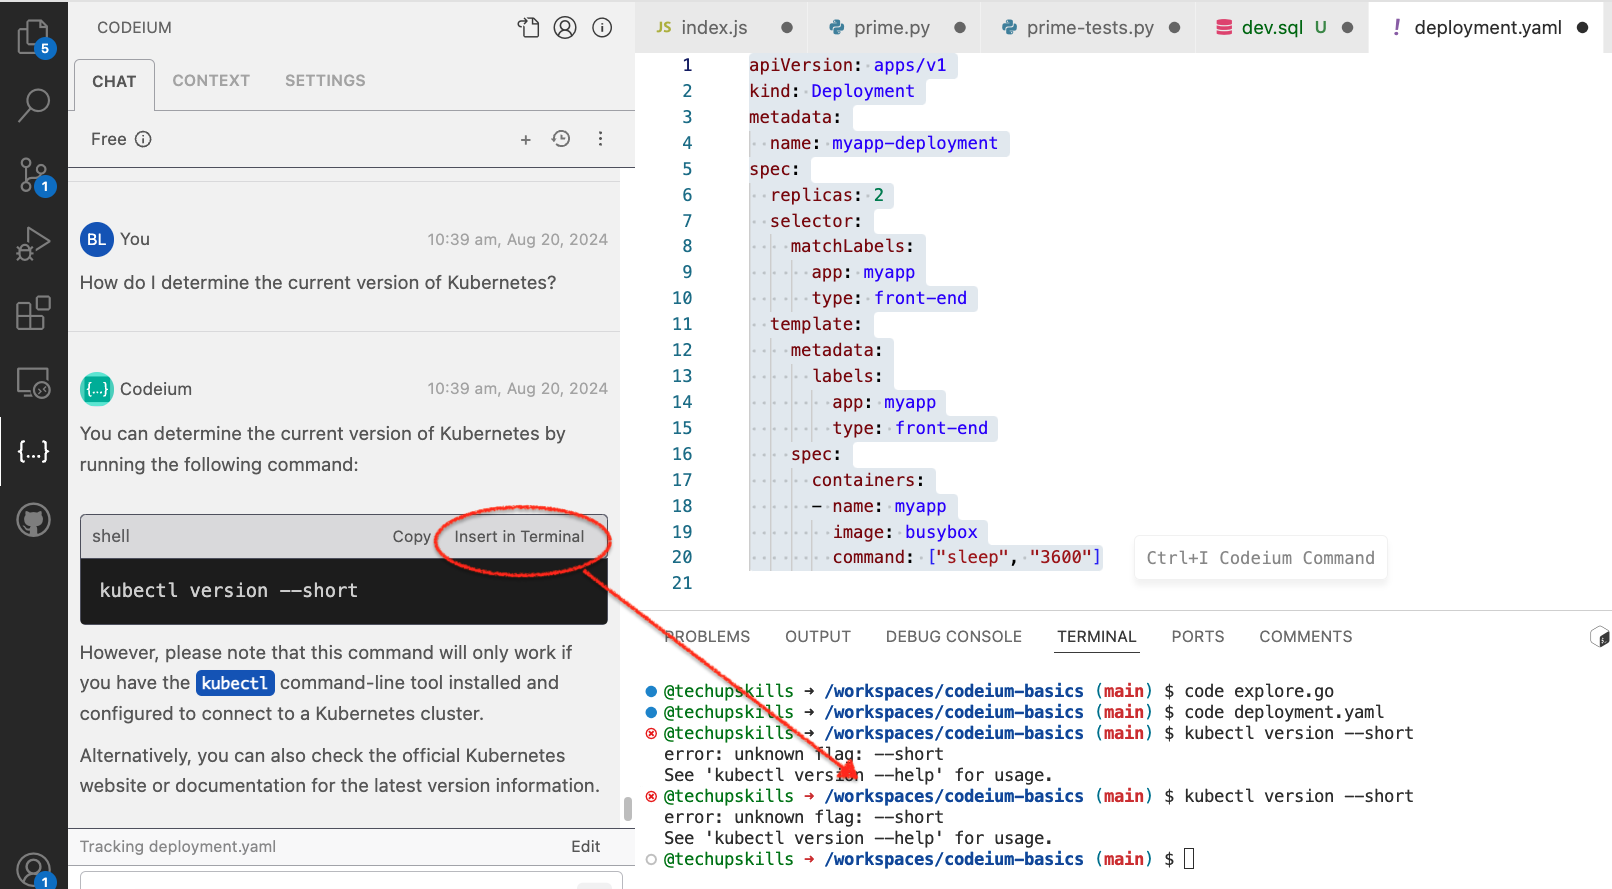 CODEIUM
CHAT CONTEXT SETTINGS
Free
5
1
BL You 10:39 am, Aug 20, 2024
How do I determine the current version of Kubernetes?
{...} Codeium 10:39 am, Aug 20, 2024
You can determine the current version of Kubernetes by
running the following command:
{...}
shell Copy Insert in Terminal
kubectl version --short
However, please note that this command will only work if
you have the kubectl command-line tool installed and
configured to connect to a Kubernetes cluster.
Alternatively, you can also check the official Kubernetes
website or documentation for the latest version information.
Tracking deployment.yaml Edit
1
JS index.js prime.py prime-tests.py dev.sql U ! deployment.yaml
1 apiVersion: apps/v1
2 kind: Deployment
3 metadata:
4 name: myapp-deployment
5 spec:
6 replicas: 2
7 selector:
8 matchLabels:
9 app: myapp
10 type: front-end
11 template:
12 metadata:
13 labels:
14 app: myapp
15 type: front-end
16 spec:
17 containers:
18 - name: myapp
19 image: busybox
20 command: ["sleep", "3600"]
21
Ctrl+I Codeium Command
PROBLEMS OUTPUT DEBUG CONSOLE TERMINAL PORTS COMMENTS
@techupskills → /workspaces/codeium-basics (main) $ code explore.go
@techupskills → /workspaces/codeium-basics (main) $ code deployment.yaml
@techupskills → /workspaces/codeium-basics (main) $ kubectl version --short
error: unknown flag: --short
See 'kubectl version --help' for usage.
@techupskills → /workspaces/codeium-basics (main) $ kubectl version --short
error: unknown flag: --short
See 'kubectl version --help' for usage.
@techupskills → /workspaces/codeium-basics (main) $